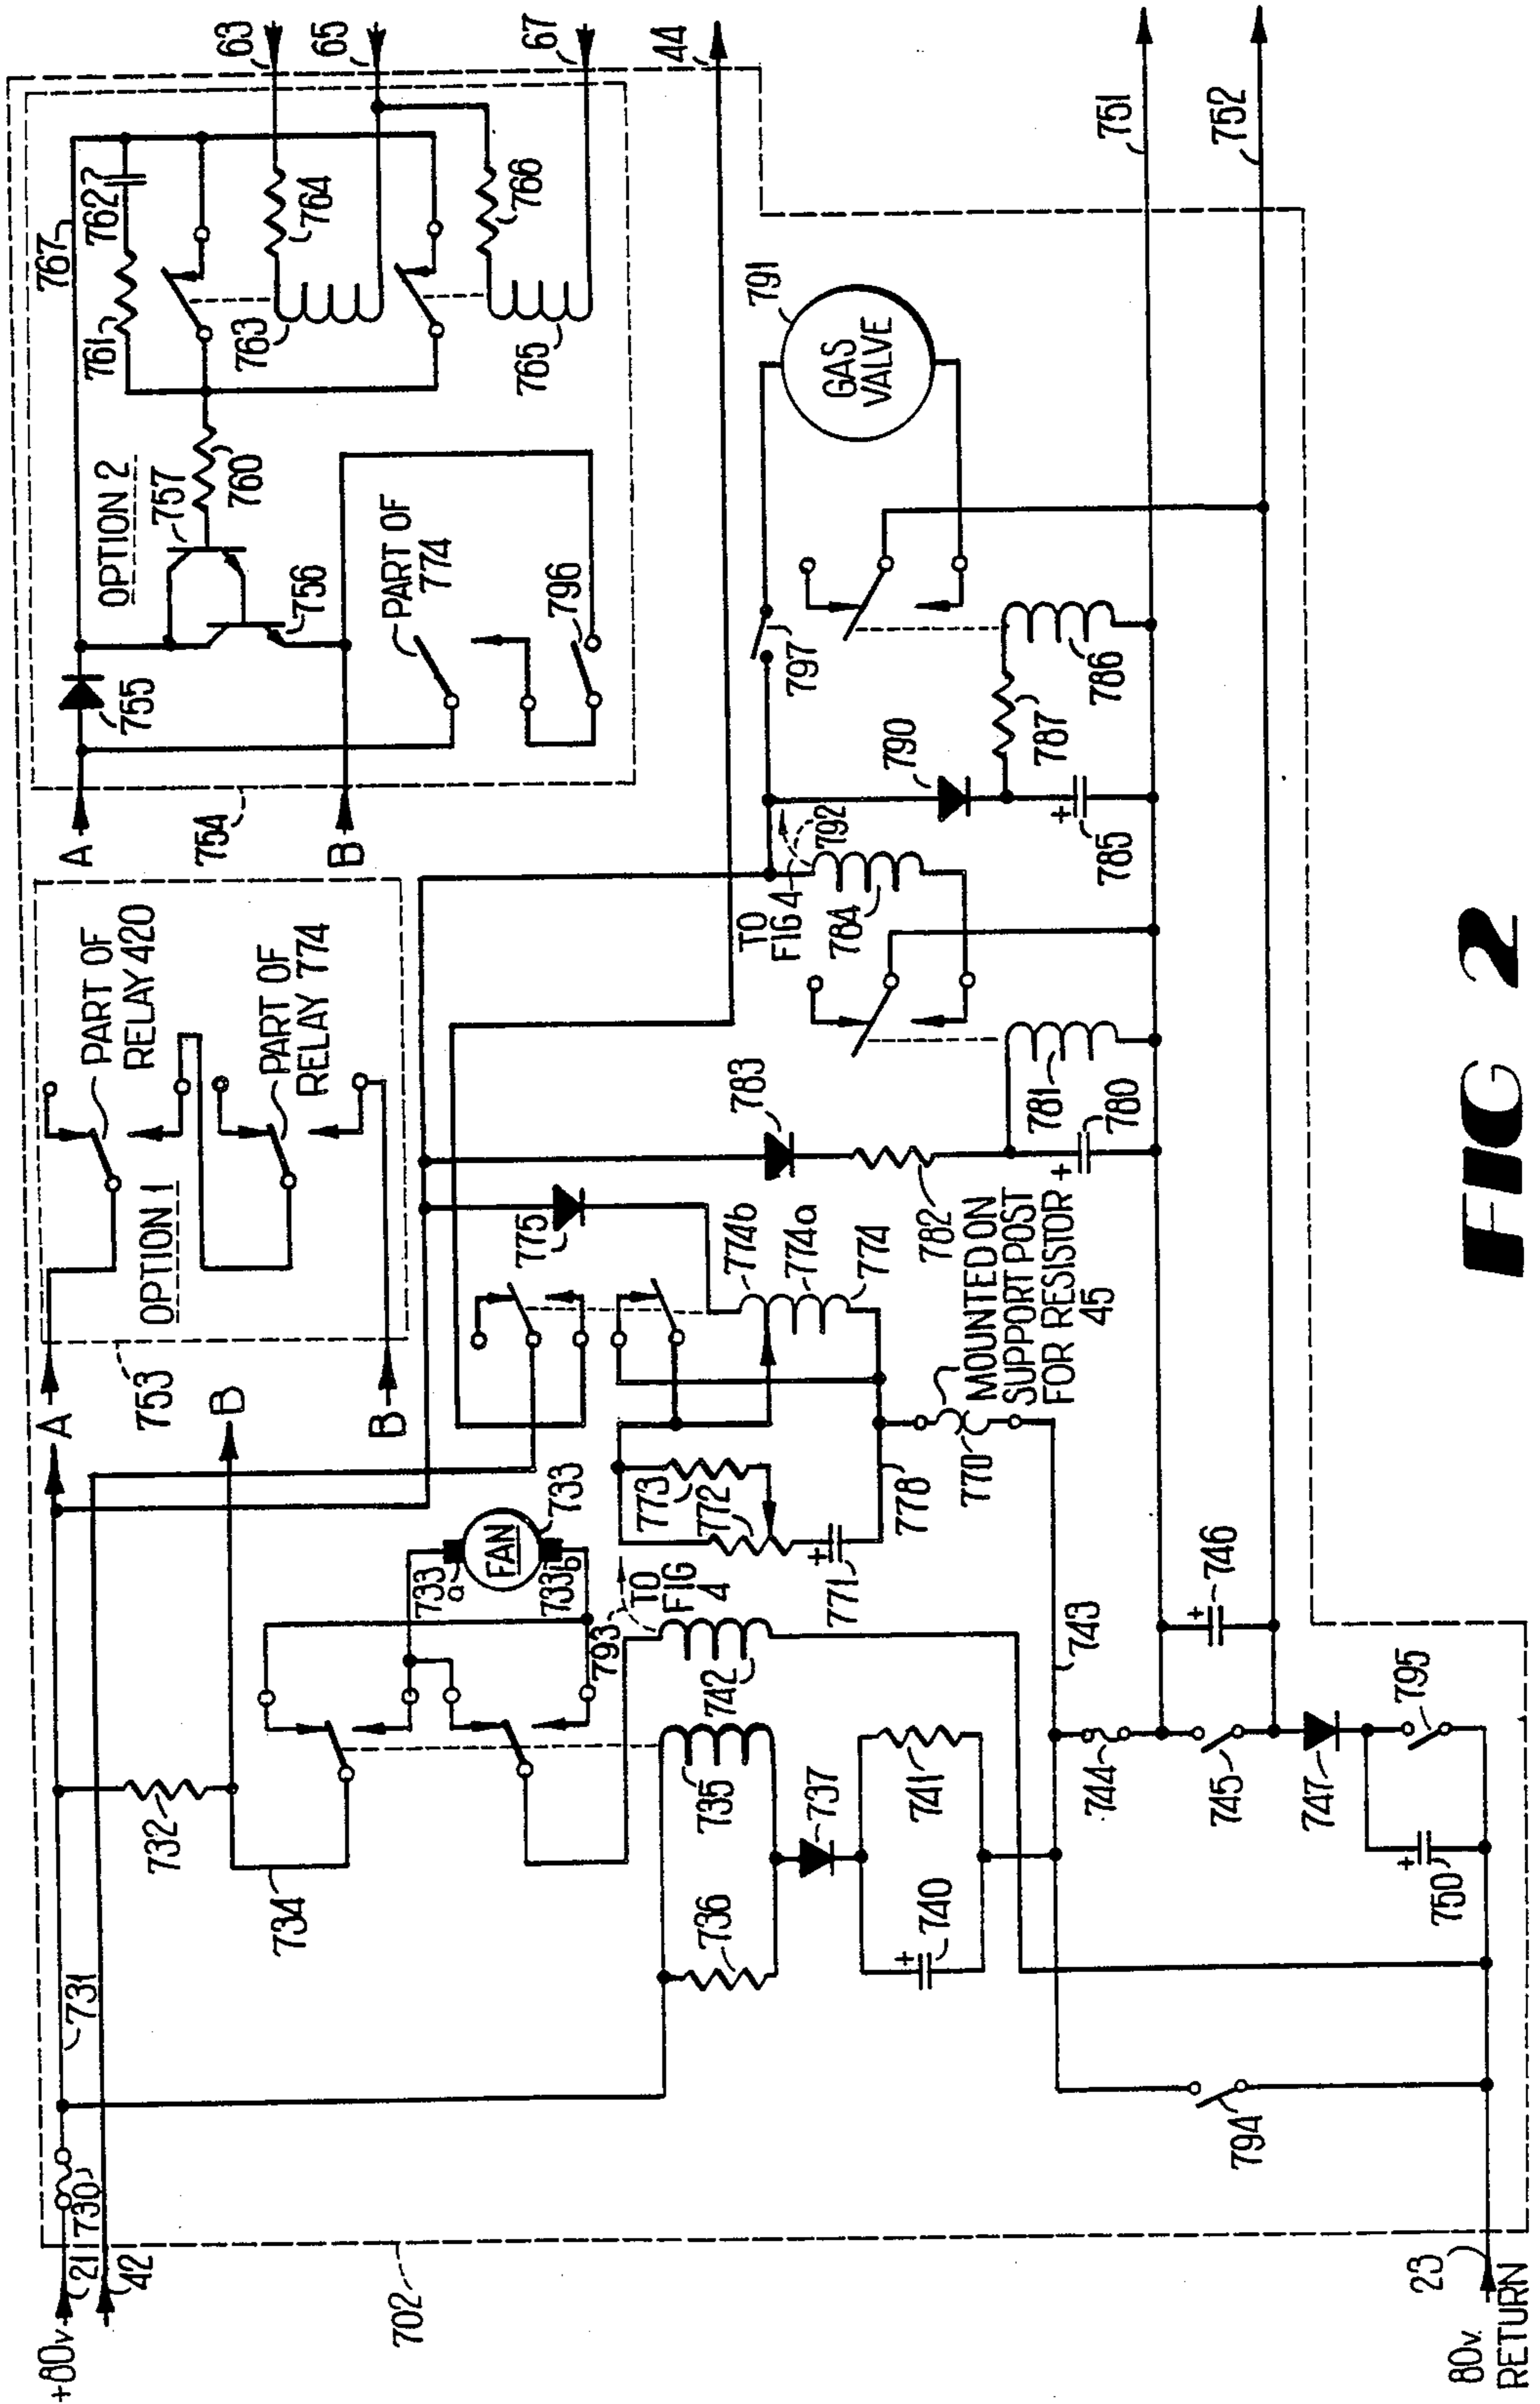 +80v.
21
730
42
731
702
732
734
733
733
a
733
b
FAN
793
TO
FIG
4
742
735
736
737
740
741
743
744
745
746
747
750
795
794
80v.
RETURN
23
A
B
753
OPTION 1
PART OF
RELAY 420
PART OF
RELAY 774
B
775
774b
774a
774
773
772
771
778
770
MOUNTED ON
SUPPORT POST
FOR RESISTOR
45
783
782
781
780
TO
FIG 4
792
784
785
790
787
786
797
791
GAS
VALVE
A
B
754
755
OPTION 2
757
756
760
761
762
767
763
764
765
766
PART OF
774
796
63
65
67
44
751
752
FIG 2